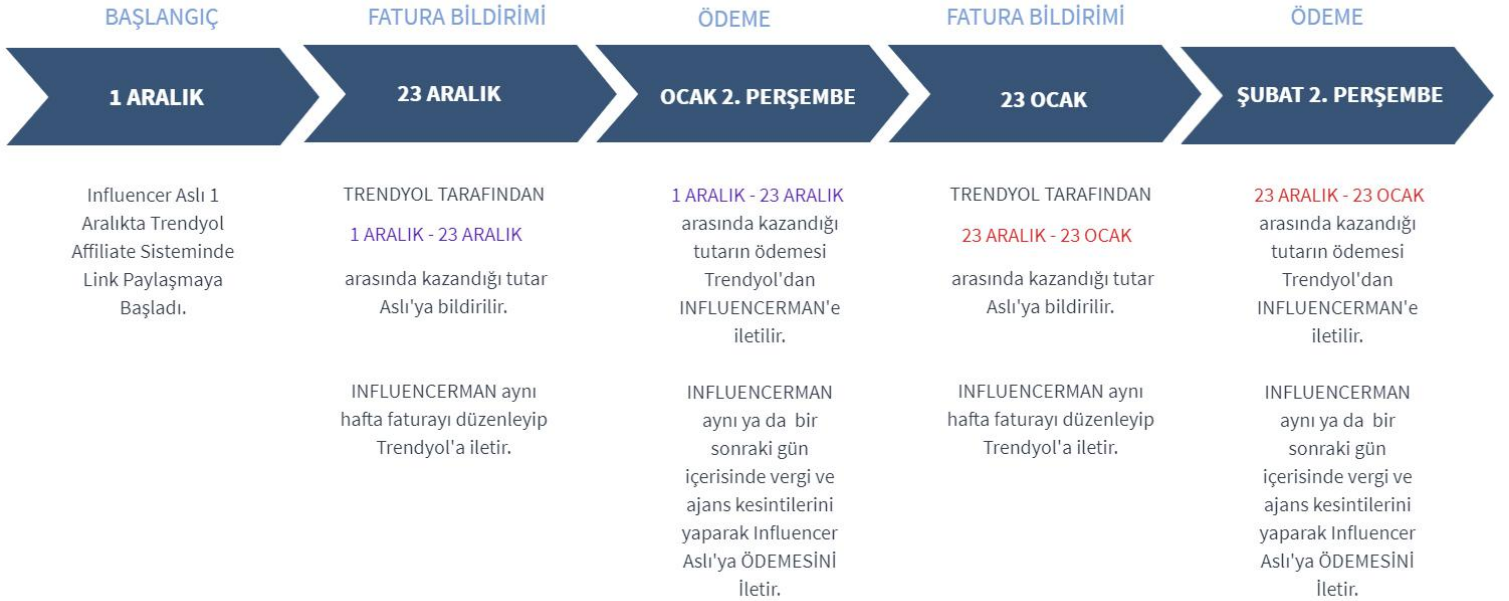 BAŞLANGIÇ
FATURA BİLDİRİMİ
ÖDEME
FATURA BİLDİRİMİ
ÖDEME
1 ARALIK
23 ARALIK
OCAK 2. PERŞEMBE
23 OCAK
ŞUBAT 2. PERŞEMBE
Influencer Aslı 1
Aralıkta Trendyol
Affiliate Sisteminde
Link Paylaşmaya
Başladı.
TRENDYOL TARAFINDAN
1 ARALIK - 23 ARALIK
arasında kazandığı tutar
Aslı'ya bildirilir.
INFLUENCERMAN aynı
hafta faturayı düzenleyip
Trendyol'a iletir.
1 ARALIK - 23 ARALIK
arasında kazandığı
tutarın ödemesi
Trendyol'dan
INFLUENCERMAN'e
iletilir.
INFLUENCERMAN
aynı ya da bir
sonraki gün
içerisinde vergi ve
ajans kesintilerini
yaparak Influencer
Aslı'ya ÖDEMESİNİ
İletir.
TRENDYOL TARAFINDAN
23 ARALIK - 23 OCAK
arasında kazandığı tutar
Aslı'ya bildirilir.
INFLUENCERMAN aynı
hafta faturayı düzenleyip
Trendyol'a iletir.
23 ARALIK - 23 OCAK
arasında kazandığı
tutarın ödemesi
Trendyol'dan
INFLUENCERMAN'e
iletilir.
INFLUENCERMAN
aynı ya da bir
sonraki gün
içerisinde vergi ve
ajans kesintilerini
yaparak Influencer
Aslı'ya ÖDEMESİNİ
İletir.